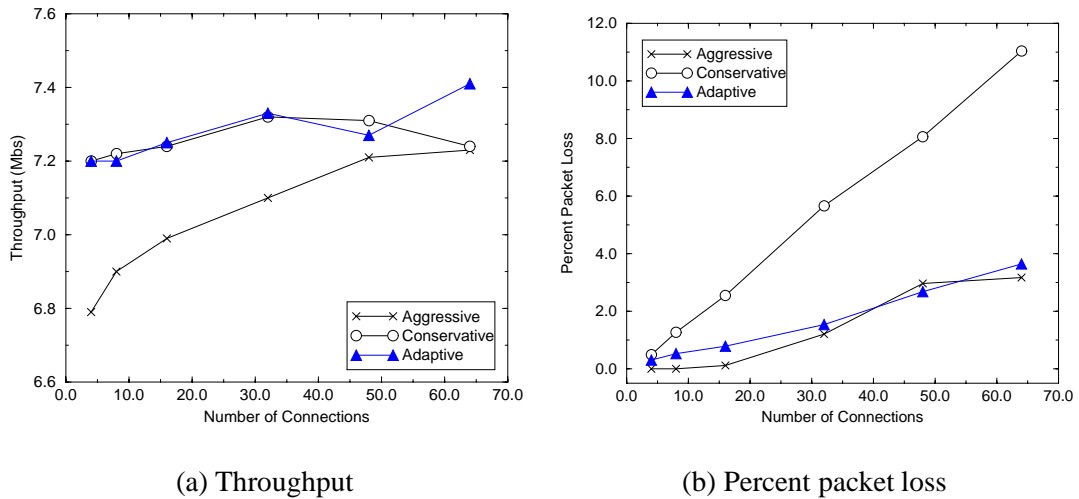 7.6
7.4
7.2
7.0
6.8
6.6
Throughput (Mbs)
Aggressive
Conservative
Adaptive
0.0 10.0 20.0 30.0 40.0 50.0 60.0 70.0
Number of Connections
(a) Throughput
12.0
10.0
8.0
6.0
4.0
2.0
0.0
Percent Packet Loss
Aggressive
Conservative
Adaptive
0.0 10.0 20.0 30.0 40.0 50.0 60.0 70.0
Number of Connections
(b) Percent packet loss